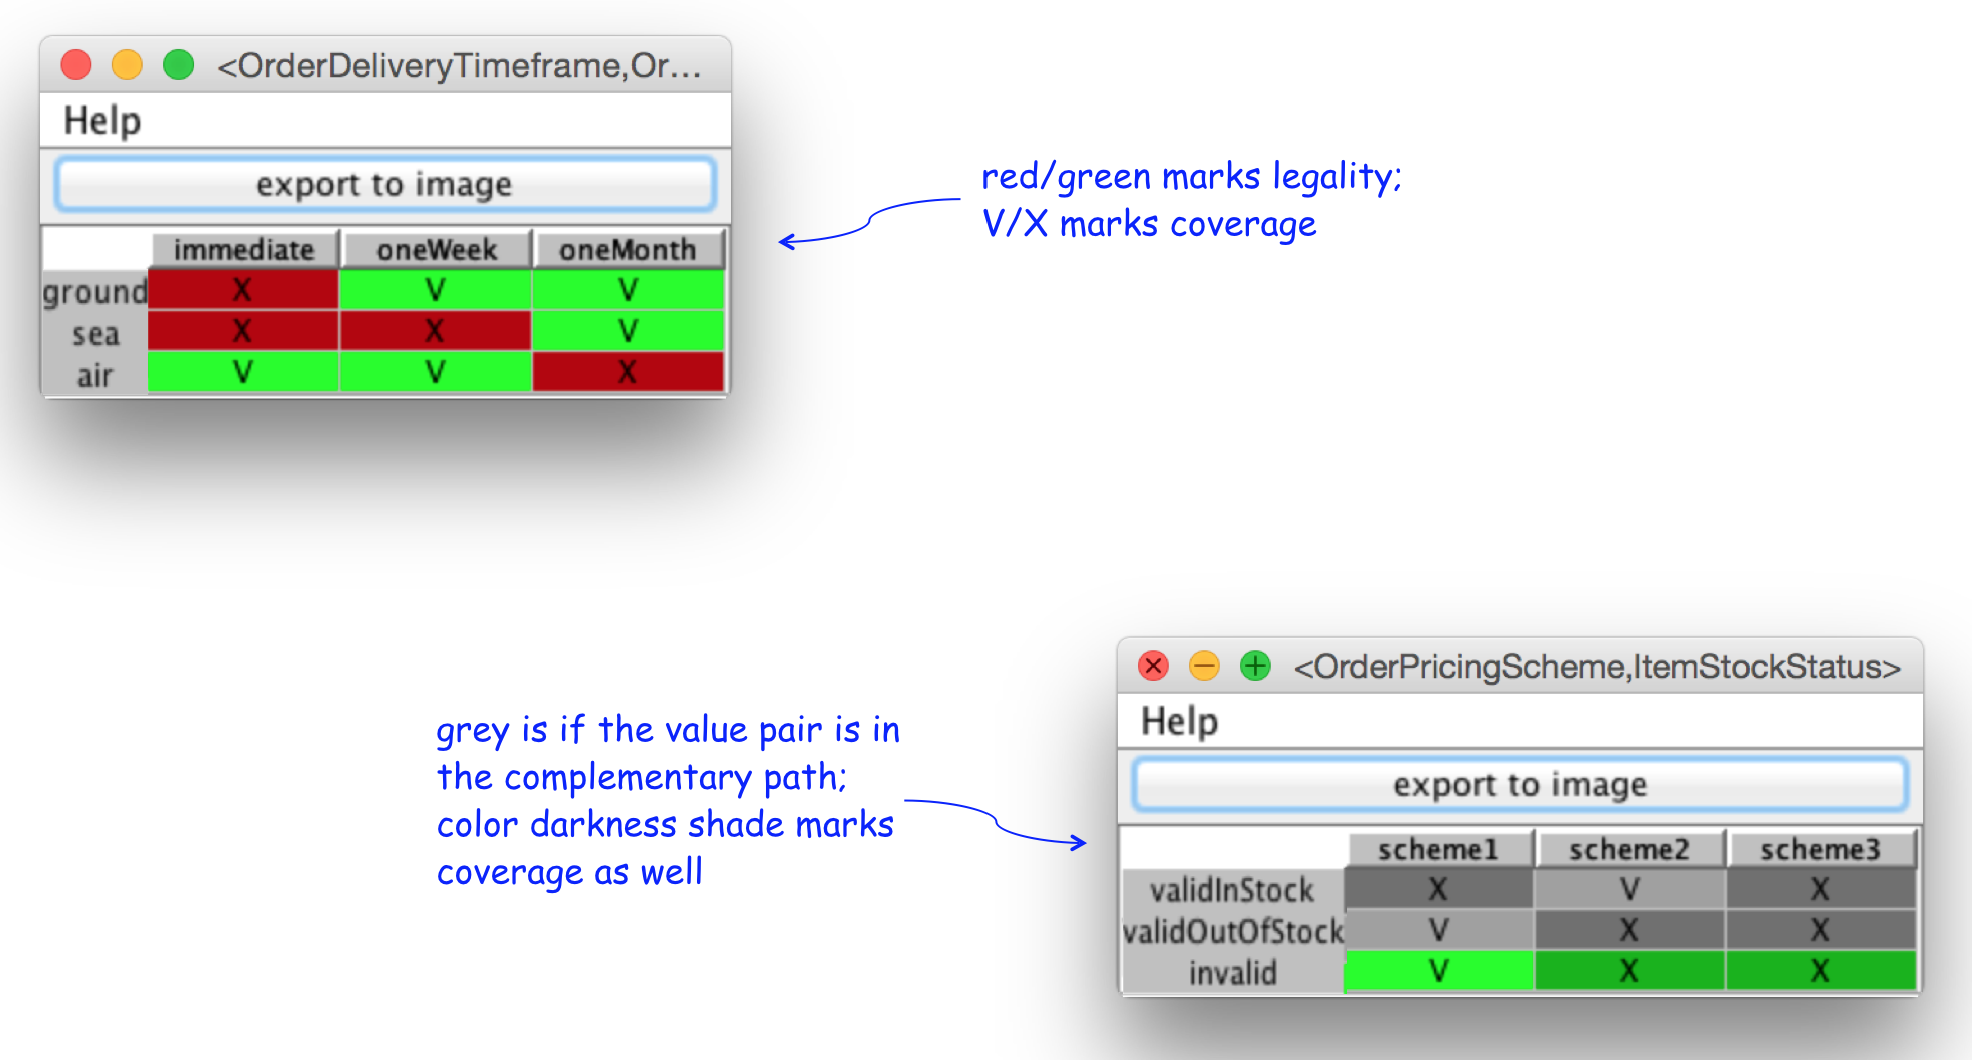 <OrderDeliveryTimeframe,Or...
Help
export to image
immediate oneWeek oneMonth
ground X V V
sea X X V
air V V X
red/green marks legality;
V/X marks coverage
grey is if the value pair is in
the complementary path;
color darkness shade marks
coverage as well
<OrderPricingScheme,ItemStockStatus>
Help
export to image
scheme1 scheme2 scheme3
validInStock X V X
validOutOfStock V X X
invalid V X X